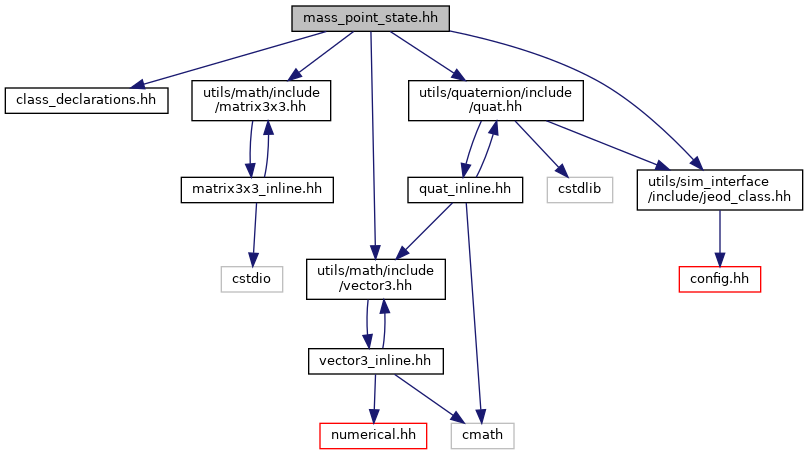 mass_point_state.hh
class_declarations.hh
utils/math/include
/matrix3x3.hh
utils/quaternion/include
/quat.hh
matrix3x3_inline.hh
quat_inline.hh
cstdlib
utils/sim_interface
/include/jeod_class.hh
cstdio
utils/math/include
/vector3.hh
config.hh
vector3_inline.hh
numerical.hh
cmath